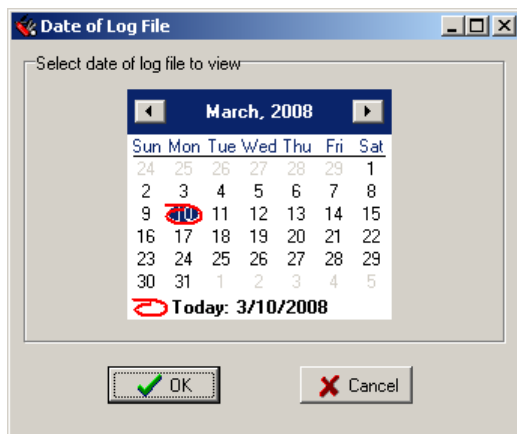 Date of Log File
Select date of log file to view
March, 2008
Sun Mon Tue Wed Thu Fri Sat
24 25 26 27 28 29 1
2 3 4 5 6 7 8
9 10 11 12 13 14 15
16 17 18 19 20 21 22
23 24 25 26 27 28 29
30 31 1 2 3 4 5
Today: 3/10/2008
OK Cancel